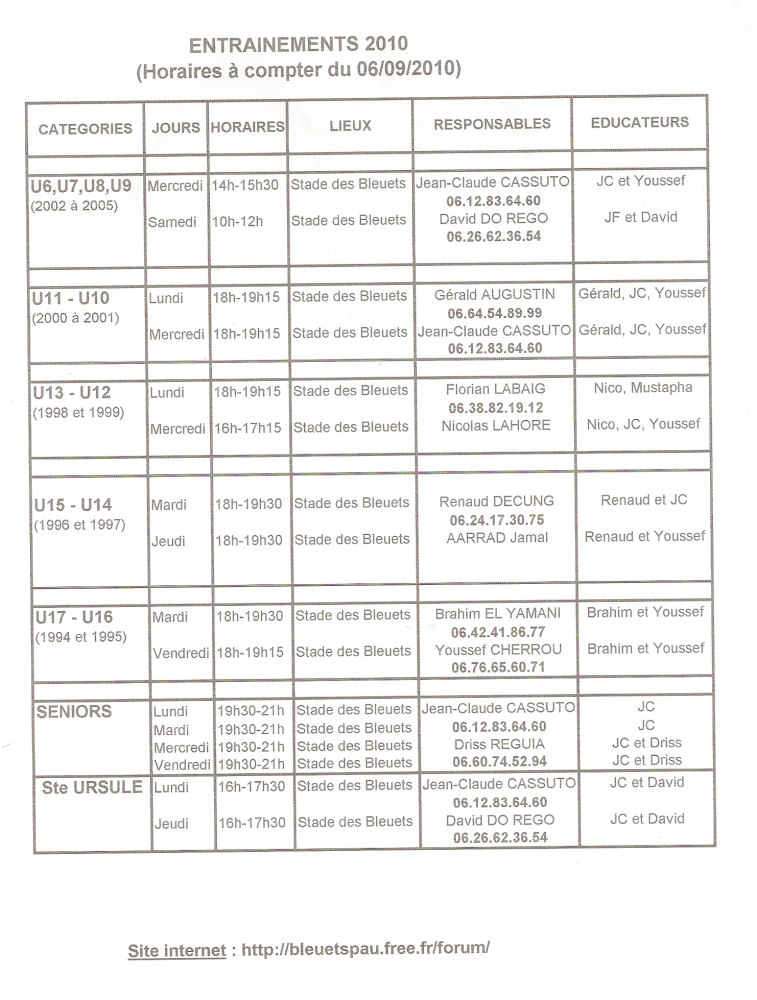 ENTRAINEMENTS 2010
(Horaires à compter du 06/09/2010)
CATEGORIES JOURS HORAIRES LIEUX RESPONSABLES EDUCATEURS
U6,U7,U8,U9 Mercredi 14h-15h30 Stade des Bleuets Jean-Claude CASSUTO JC et Youssef
(2002 à 2005) 06.12.83.64.60
Samedi 10h-12h Stade des Bleuets David DO REGO JF et David
06.26.62.36.54
U11 - U10 Lundi 18h-19h15 Stade des Bleuets Gérald AUGUSTIN Gérald, JC, Youssef
(2000 à 2001) 06.64.54.89.99
Mercredi 18h-19h15 Stade des Bleuets Jean-Claude CASSUTO Gérald, JC, Youssef
06.12.83.64.60
U13 - U12 Lundi 18h-19h15 Stade des Bleuets Florian LABAIG Nico, Mustapha
(1998 et 1999) 06.38.82.19.12
Mercredi 16h-17h15 Stade des Bleuets Nicolas LAHORE Nico, JC, Youssef
U15 - U14 Mardi 18h-19h30 Stade des Bleuets Renaud DECUNG Renaud et JC
(1996 et 1997) 06.24.17.30.75
Jeudi 18h-19h30 Stade des Bleuets AARRAD Jamal Renaud et Youssef
U17 - U16 Mardi 18h-19h30 Stade des Bleuets Brahim EL YAMANI Brahim et Youssef
(1994 et 1995) 06.42.41.86.77
Vendredi 18h-19h15 Stade des Bleuets Youssef CHERROU Brahim et Youssef
06.76.65.60.71
SENIORS Lundi 19h30-21h Stade des Bleuets Jean-Claude CASSUTO JC
Mardi 19h30-21h Stade des Bleuets 06.12.83.64.60 JC
Mercredi 19h30-21h Stade des Bleuets Driss REGUIA JC et Driss
Vendredi 19h30-21h Stade des Bleuets 06.60.74.52.94 JC et Driss
Ste URSULE Lundi 16h-17h30 Stade des Bleuets Jean-Claude CASSUTO JC et David
06.12.83.64.60
Jeudi 16h-17h30 Stade des Bleuets David DO REGO JC et David
06.26.62.36.54
Site internet : http://bleuetspau.free.fr/forum/